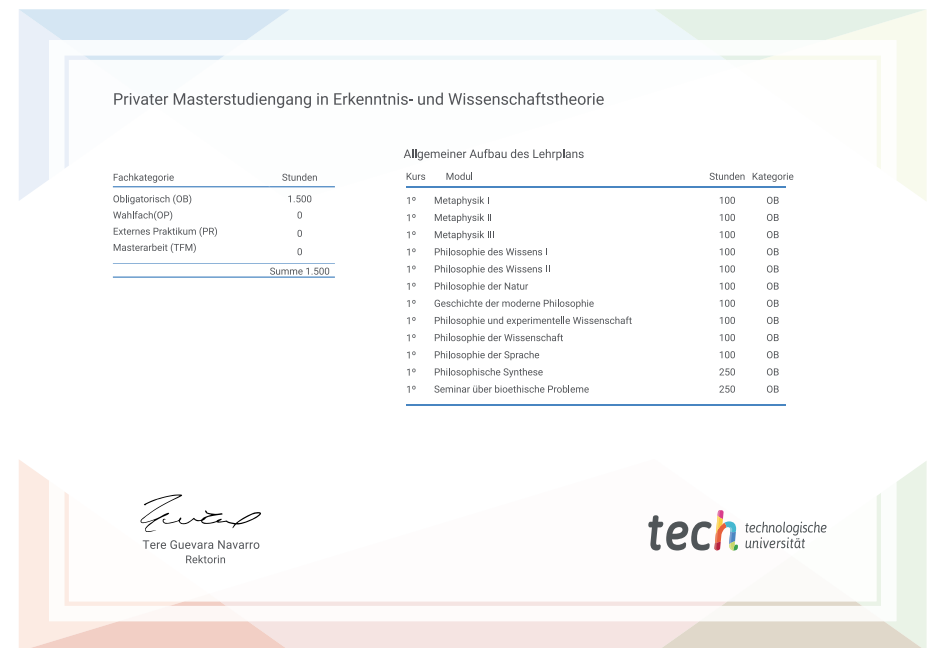 Privater Masterstudiengang in Erkenntnis- und Wissenschaftstheorie
Fachkategorie Stunden
Obligatorisch (OB) 1.500
Wahlfach(OP) 0
Externes Praktikum (PR) 0
Masterarbeit (TFM) 0
Summe 1.500
Allgemeiner Aufbau des Lehrplans
Kurs Modul Stunden Kategorie
1º Metaphysik I 100 OB
1º Metaphysik II 100 OB
1º Metaphysik III 100 OB
1º Philosophie des Wissens I 100 OB
1º Philosophie des Wissens II 100 OB
1º Philosophie der Natur 100 OB
1º Geschichte der moderne Philosophie 100 OB
1º Philosophie und experimentelle Wissenschaft 100 OB
1º Philosophie der Wissenschaft 100 OB
1º Philosophie der Sprache 100 OB
1º Philosophische Synthese 250 OB
1º Seminar über bioethische Probleme 250 OB
Tere Guevara Navarro
Rektorin
tech technologische
universität